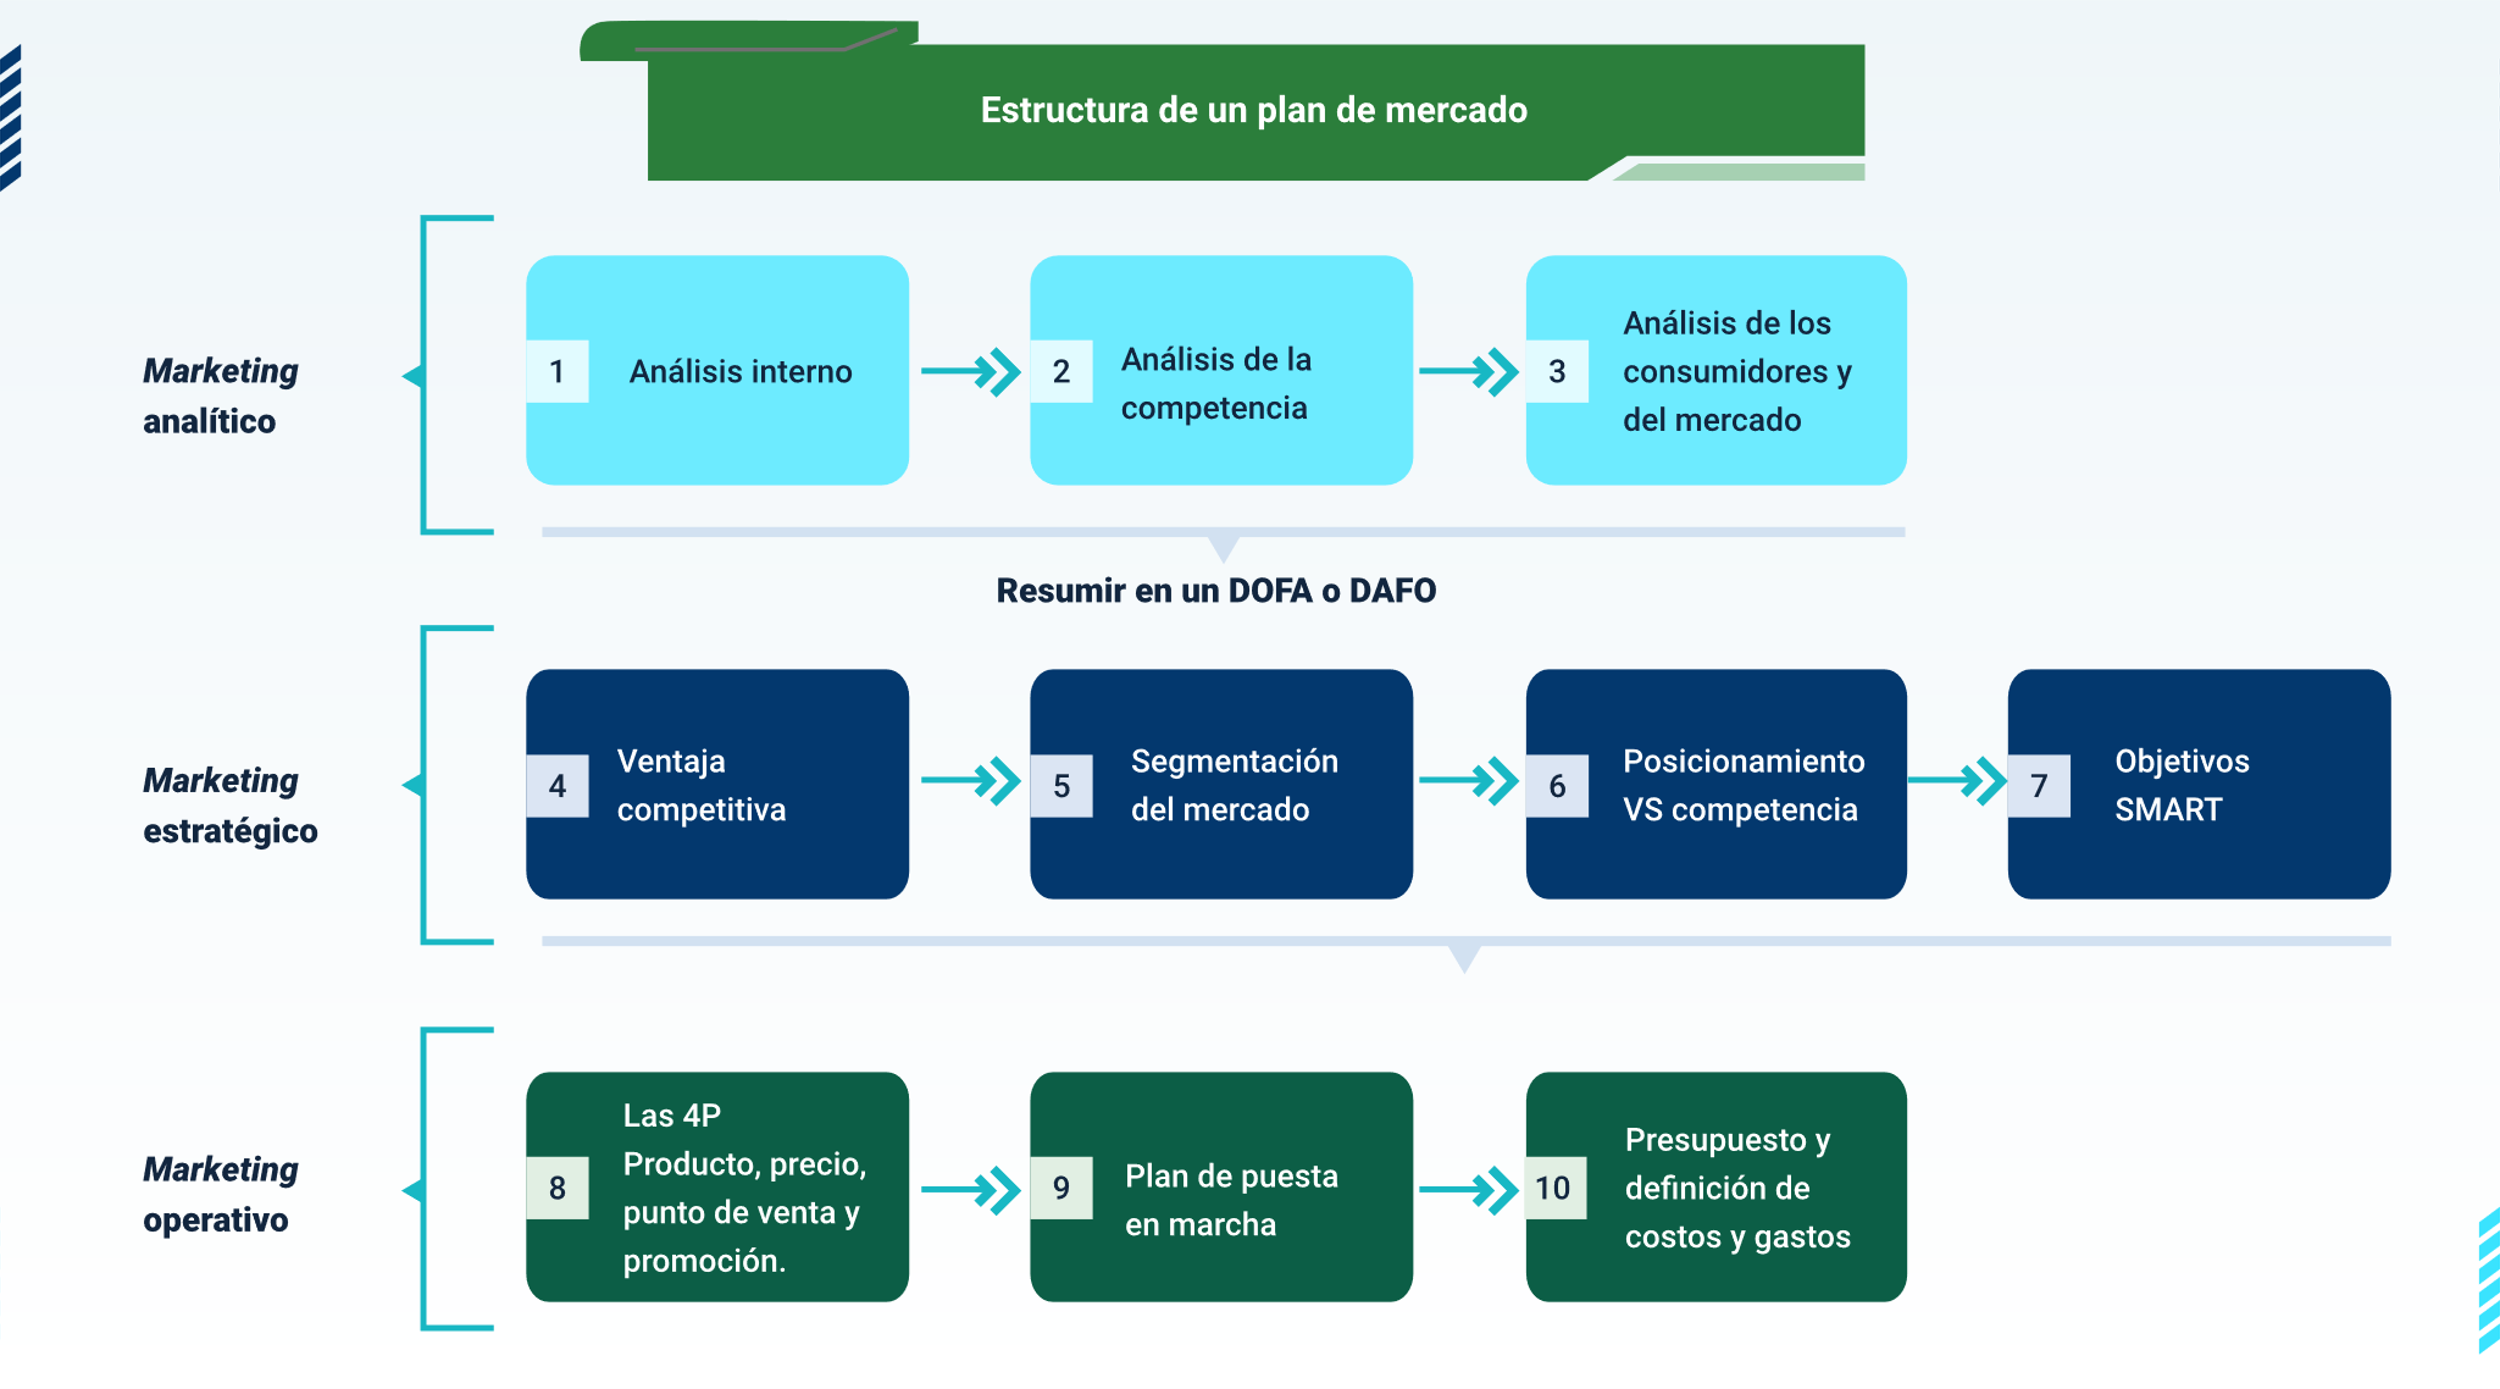 Estructura de un plan de mercado
Marketing
analítico
1
Análisis interno
2
Análisis de la
competencia
3
Análisis de los
consumidores y
del mercado
Resumir en un DOFA o DAFO
Marketing
estratégico
4
Ventaja
competitiva
5
Segmentación
del mercado
6
Posicionamiento
VS competencia
7
Objetivos
SMART
Marketing
operativo
8
Las 4P
Producto, precio,
punto de venta y
promoción.
9
Plan de puesta
en marcha
10
Presupuesto y
definición de
costos y gastos